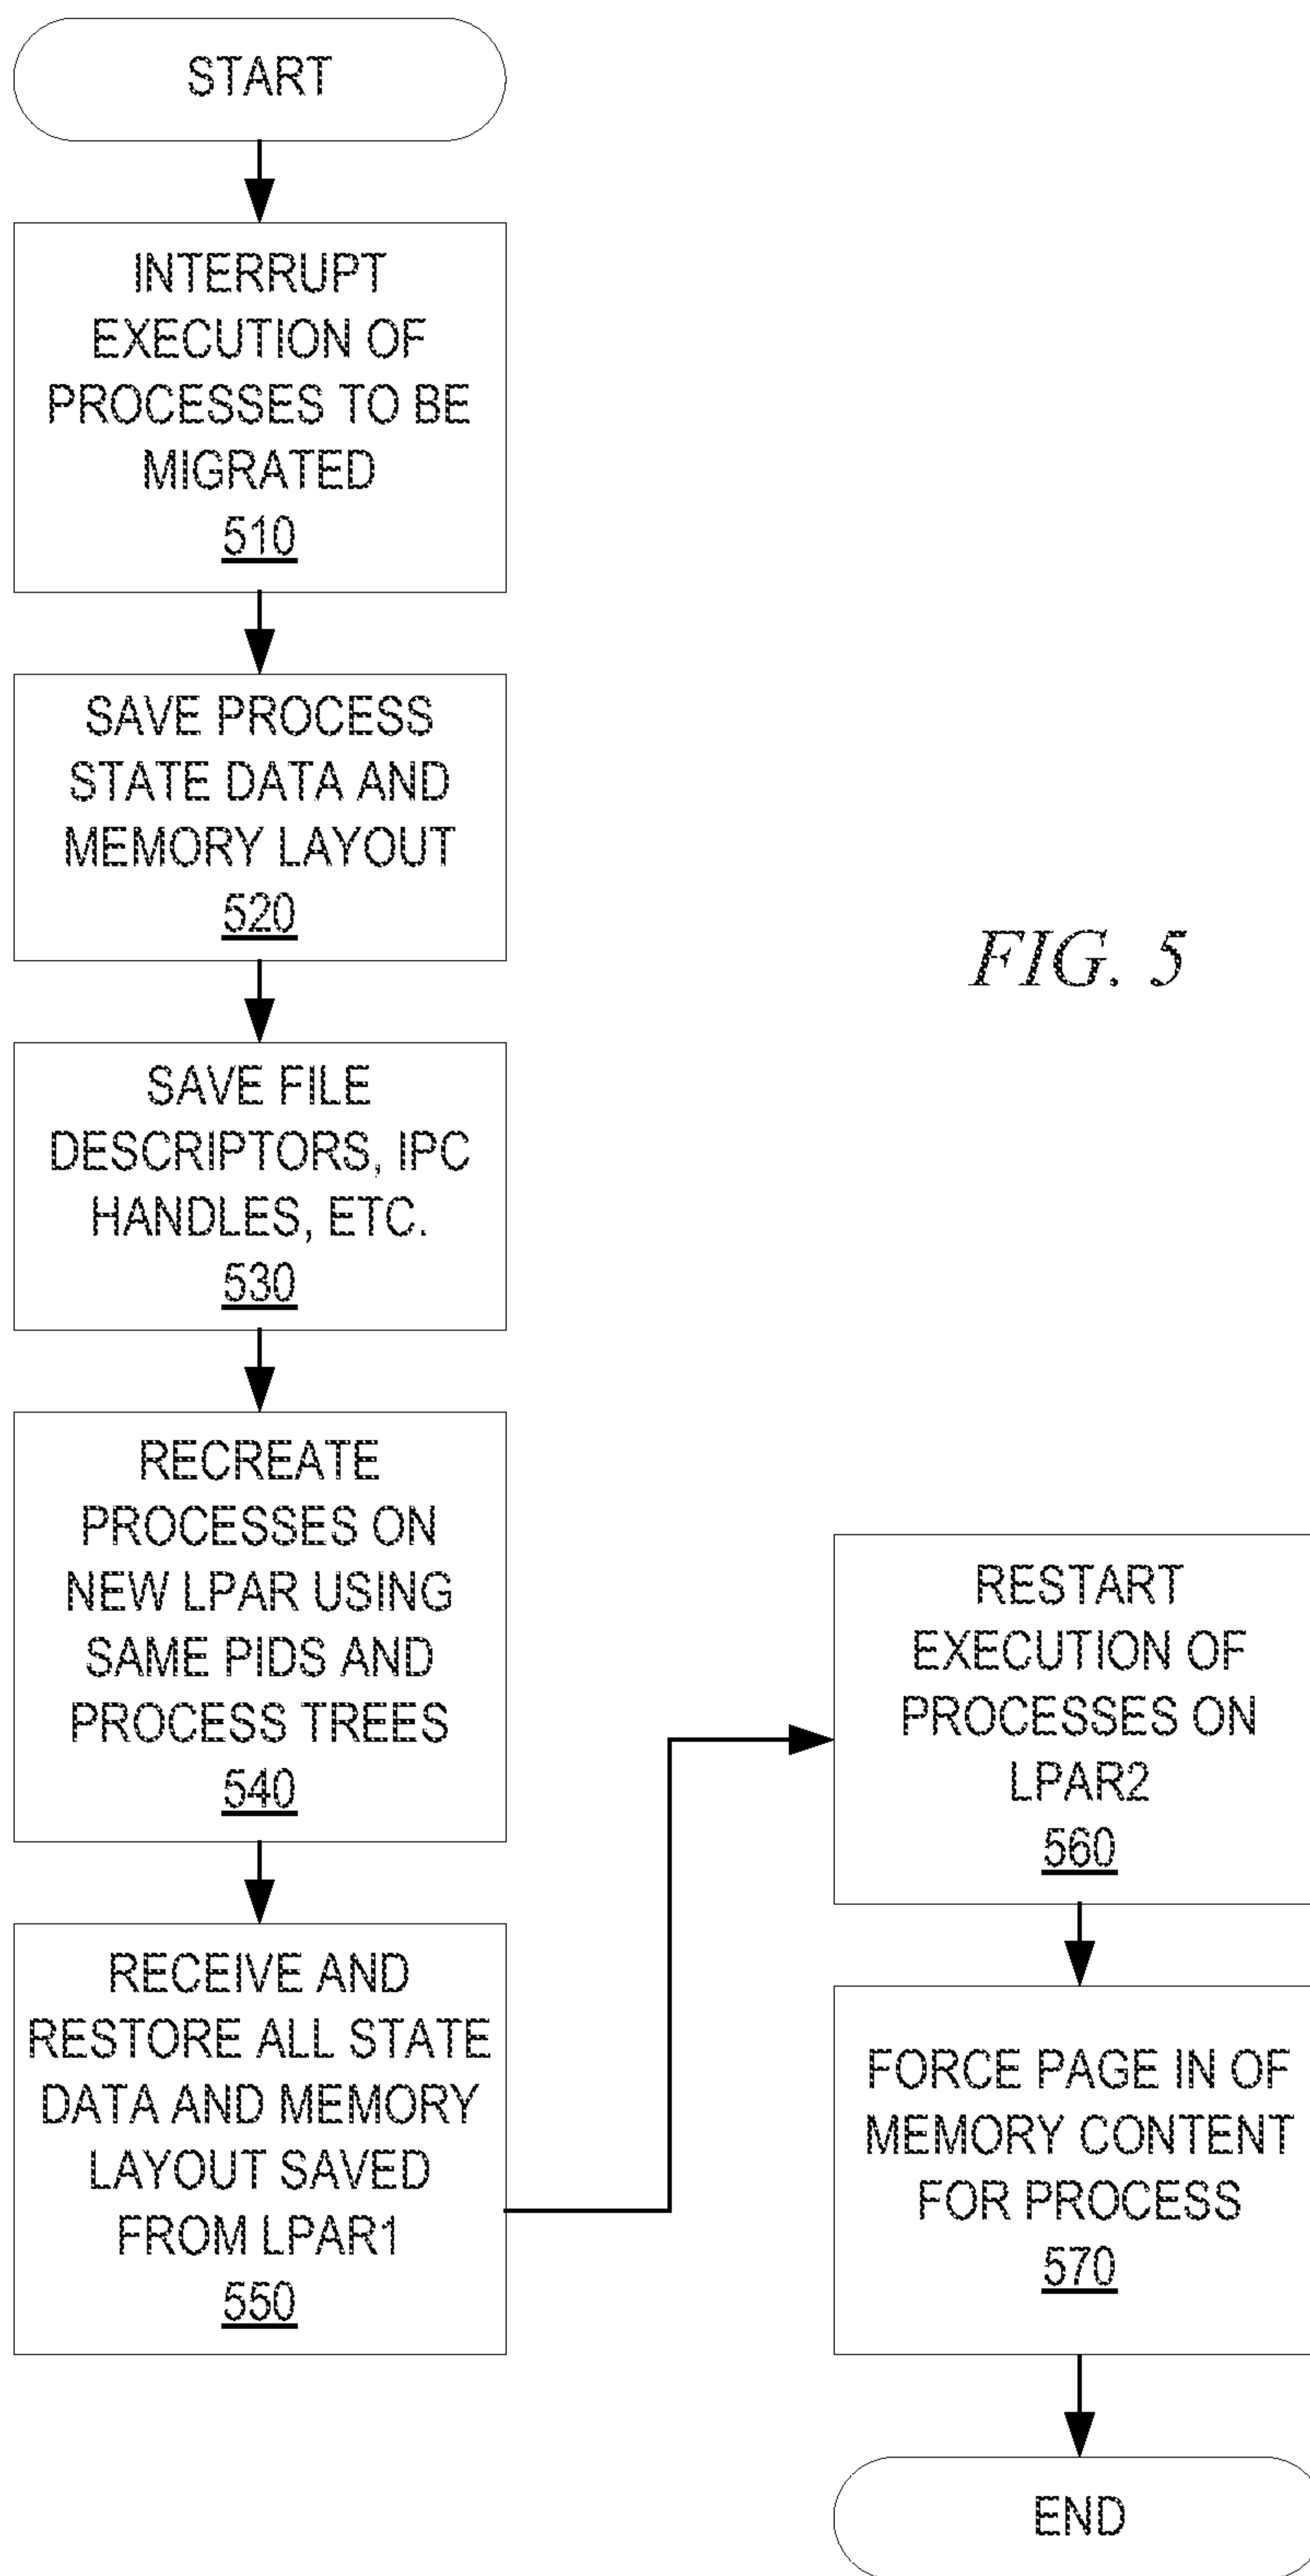 START
INTERRUPT
EXECUTION OF
PROCESSES TO BE
MIGRATED
510
SAVE PROCESS
STATE DATA AND
MEMORY LAYOUT
520
SAVE FILE
DESCRIPTORS, IPC
HANDLES, ETC.
530
RECREATE
PROCESSES ON
NEW LPAR USING
SAME PIDS AND
PROCESS TREES
540
RECEIVE AND
RESTORE ALL STATE
DATA AND MEMORY
LAYOUT SAVED
FROM LPAR1
550
RESTART
EXECUTION OF
PROCESSES ON
LPAR2
560
FORCE PAGE IN OF
MEMORY CONTENT
FOR PROCESS
570
END
FIG. 5